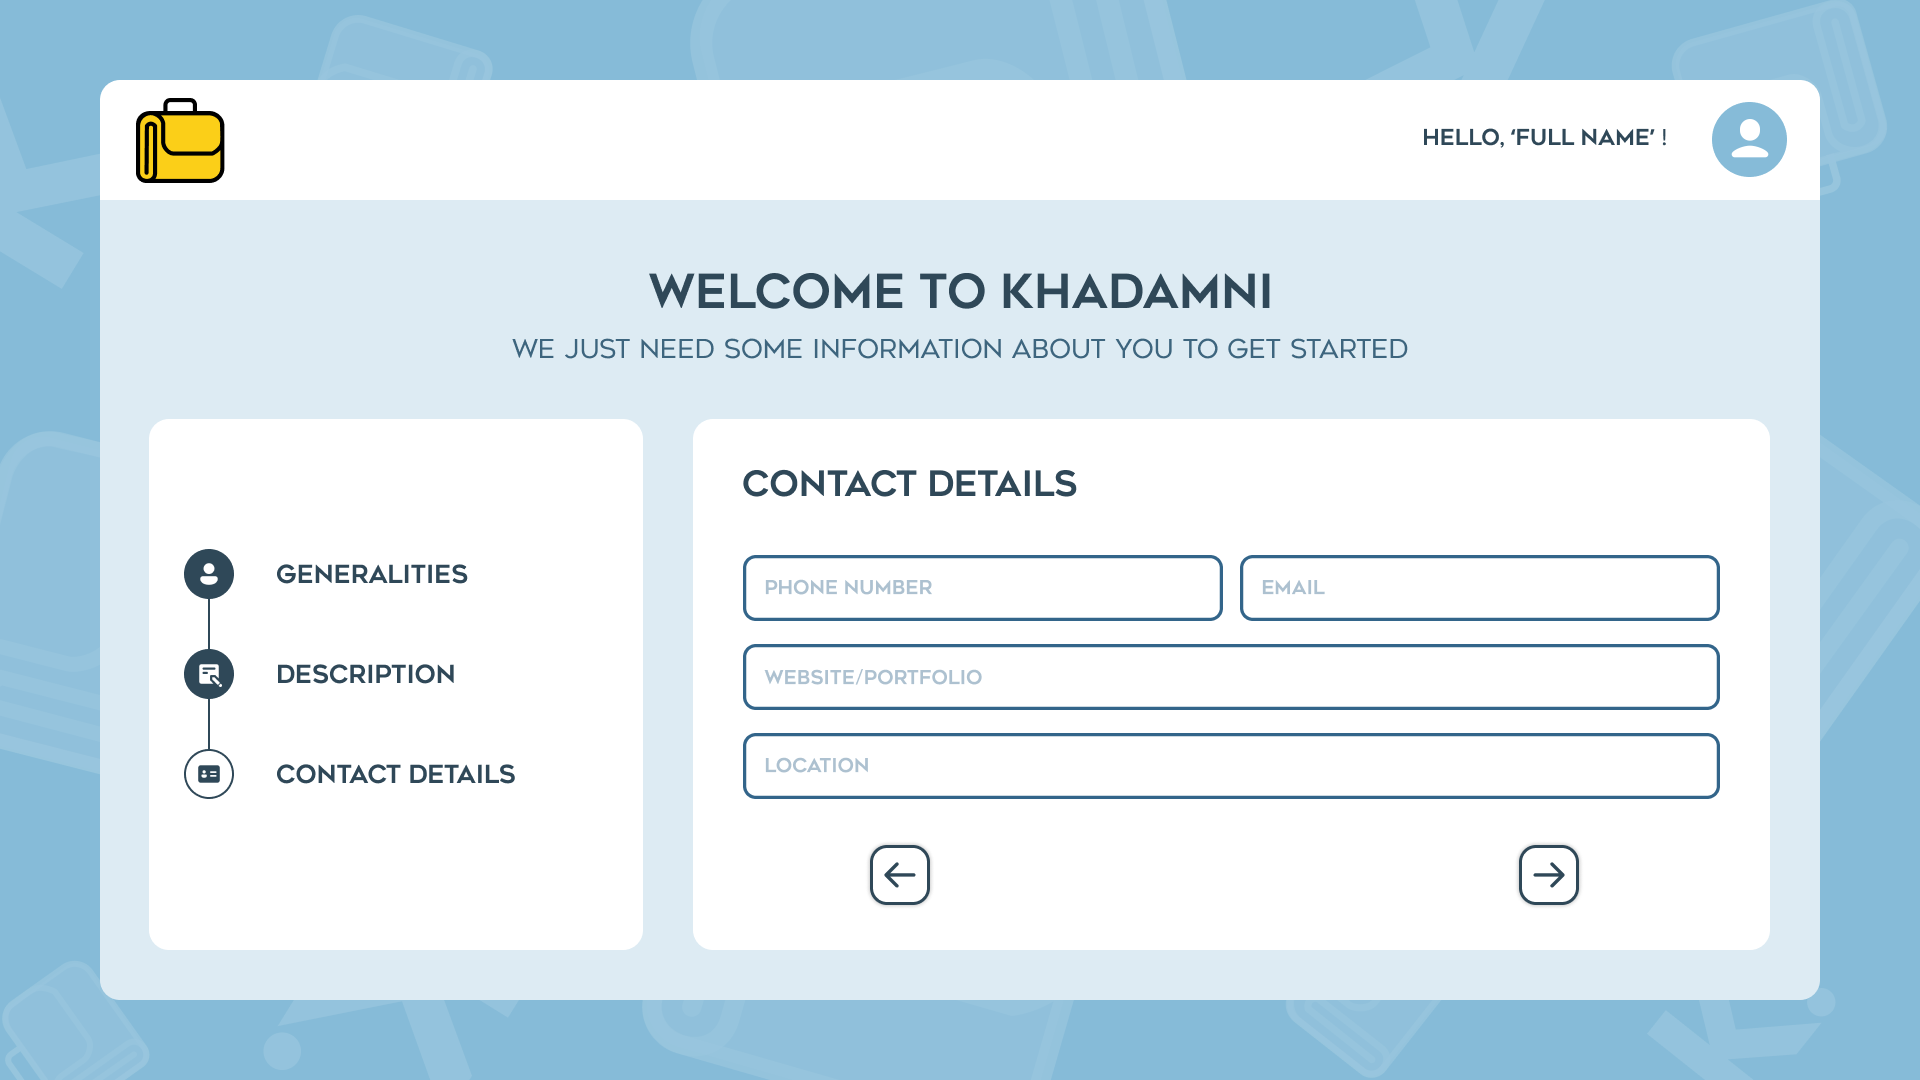 HELLO, ‘FULL NAME’ !
WELCOME TO KHADAMNI
WE JUST NEED SOME INFORMATION ABOUT YOU TO GET STARTED
GENERALITIES
DESCRIPTION
CONTACT DETAILS
CONTACT DETAILS
PHONE NUMBER
EMAIL
WEBSITE/PORTFOLIO
LOCATION